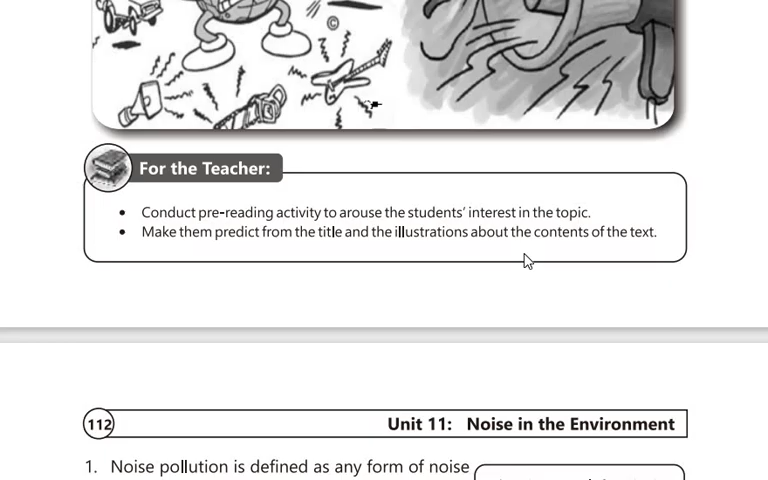 ©
For the Teacher:
• Conduct pre-reading activity to arouse the students' interest in the topic.
• Make them predict from the title and the illustrations about the contents of the text.
112
Unit 11: Noise in the Environment
1. Noise pollution is defined as any form of noise